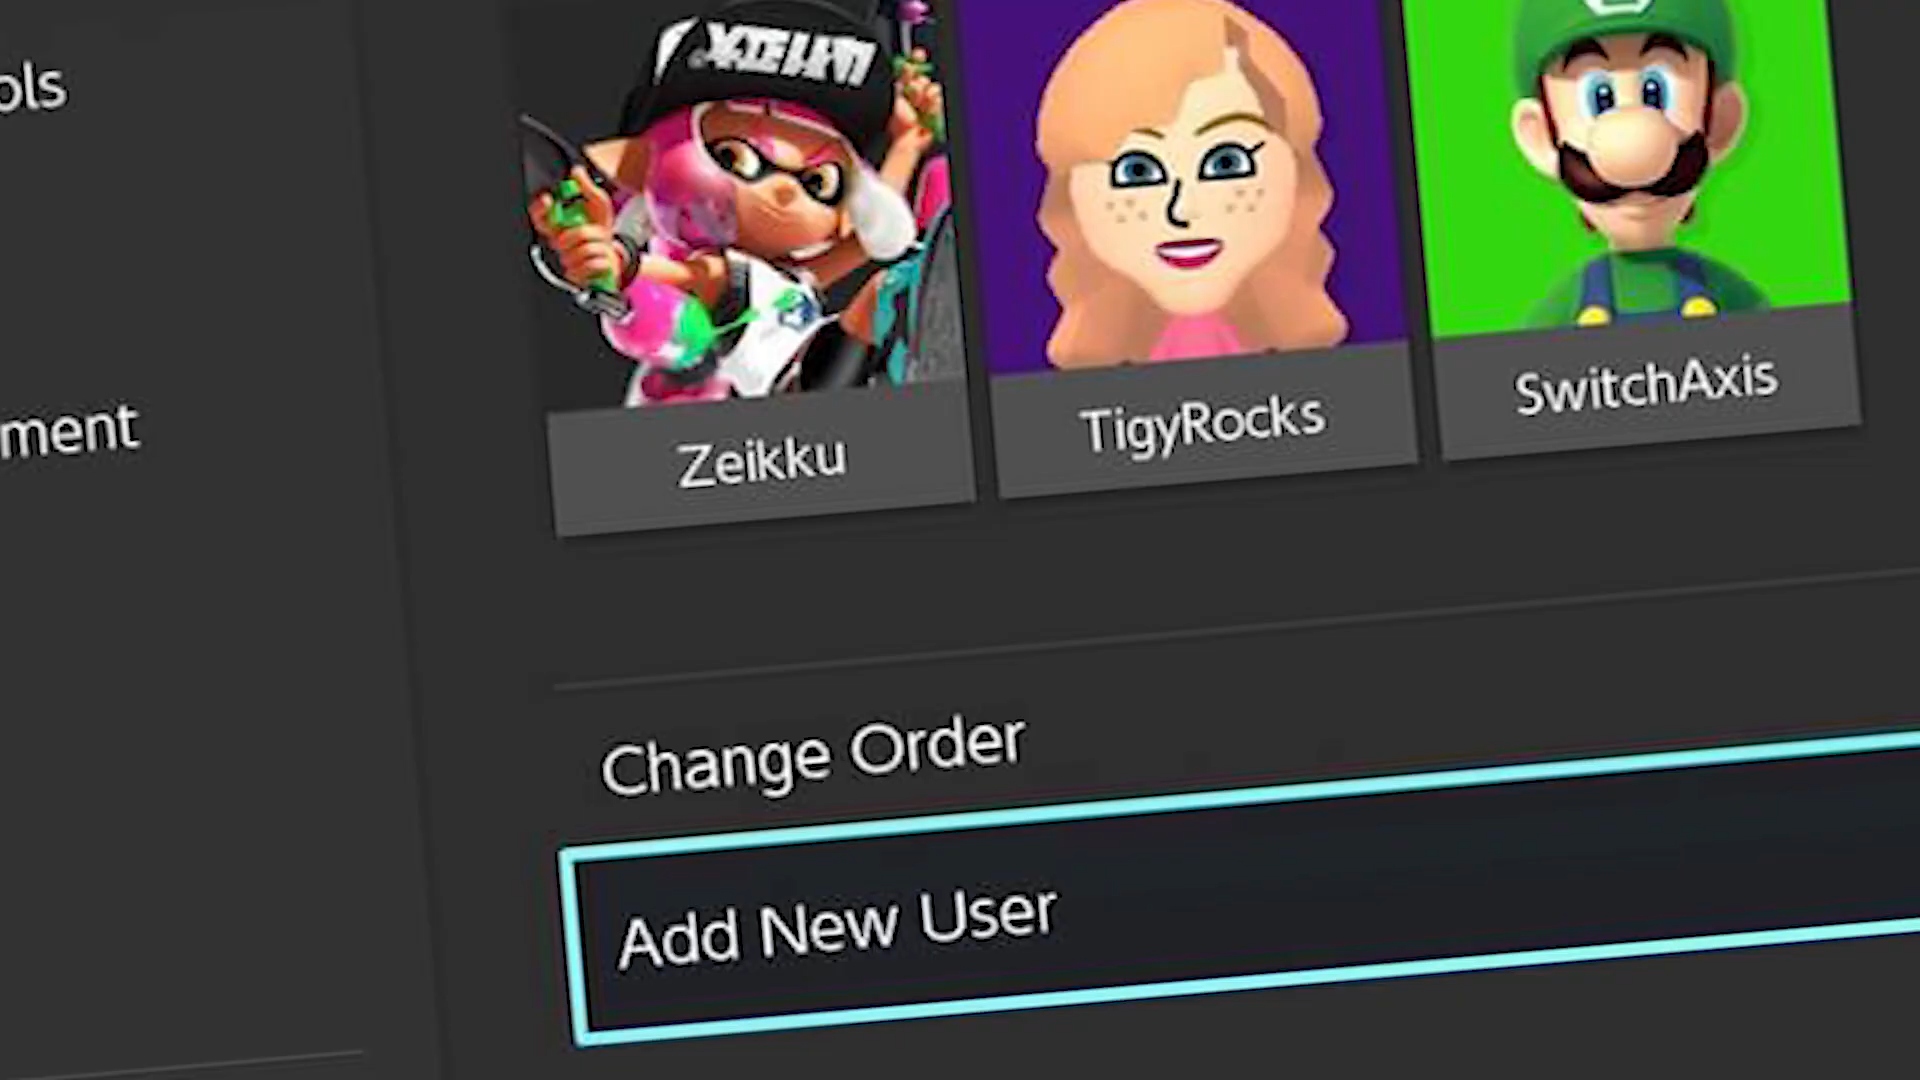 ols
ment
Zeikku
TigyRocks
SwitchAxis
Change Order
Add New User